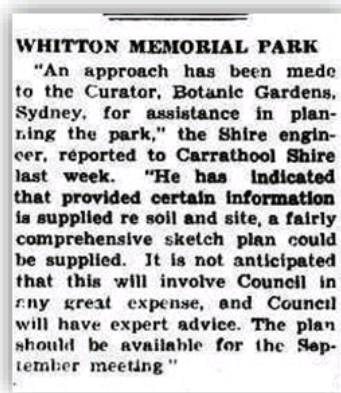 WHITTON MEMORIAL PARK
"An approach has been made
to the Curator, Botanic Gardens,
Sydney, for assistance in plan-
ning the park," the Shire engin-
eer, reported to Carrathool Shire
last week. "He has indicated
that provided certain information
is supplied re soil and site, a fairly
comprehensive sketch plan could
be supplied. It is not anticipated
that this will involve Council in
any great expense, and Council
will have expert advice. The plan
should be available for the Sep-
tember meeting"